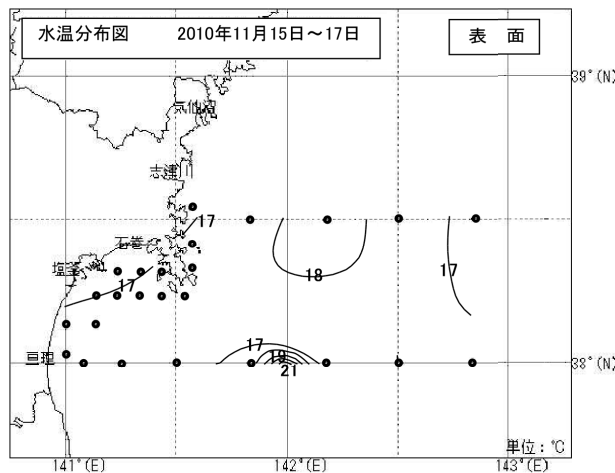 水温分布図 2010年11月15日～17日
表 面
39°(N)
気仙沼
志津川
17
石巻
塩釜
18
17
17
17
19
21
亘理
38°(N)
単位：℃
141°(E)
142°(E)
143°(E)